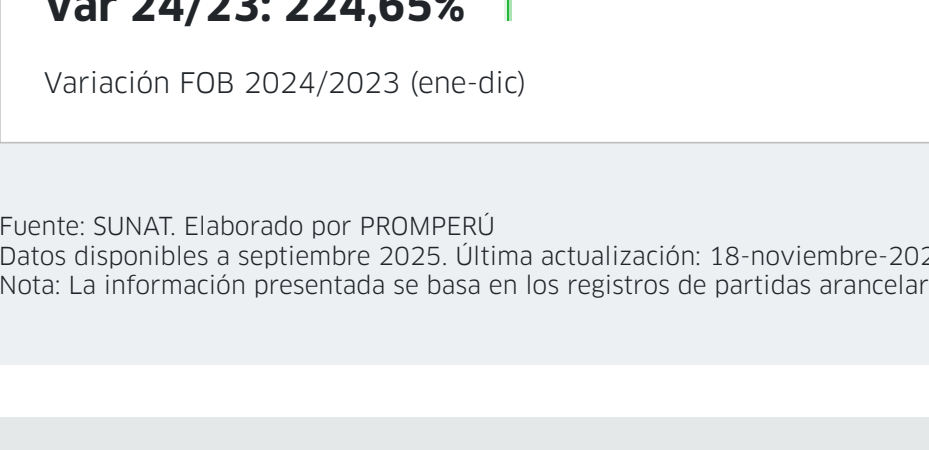 Var 24/23: 224,65%
Variación FOB 2024/2023 (ene-dic)
Fuente: SUNAT. Elaborado por PROMPERÚ
Datos disponibles a septiembre 2025. Última actualización: 18-noviembre-202
Nota: La información presentada se basa en los registros de partidas arancelar